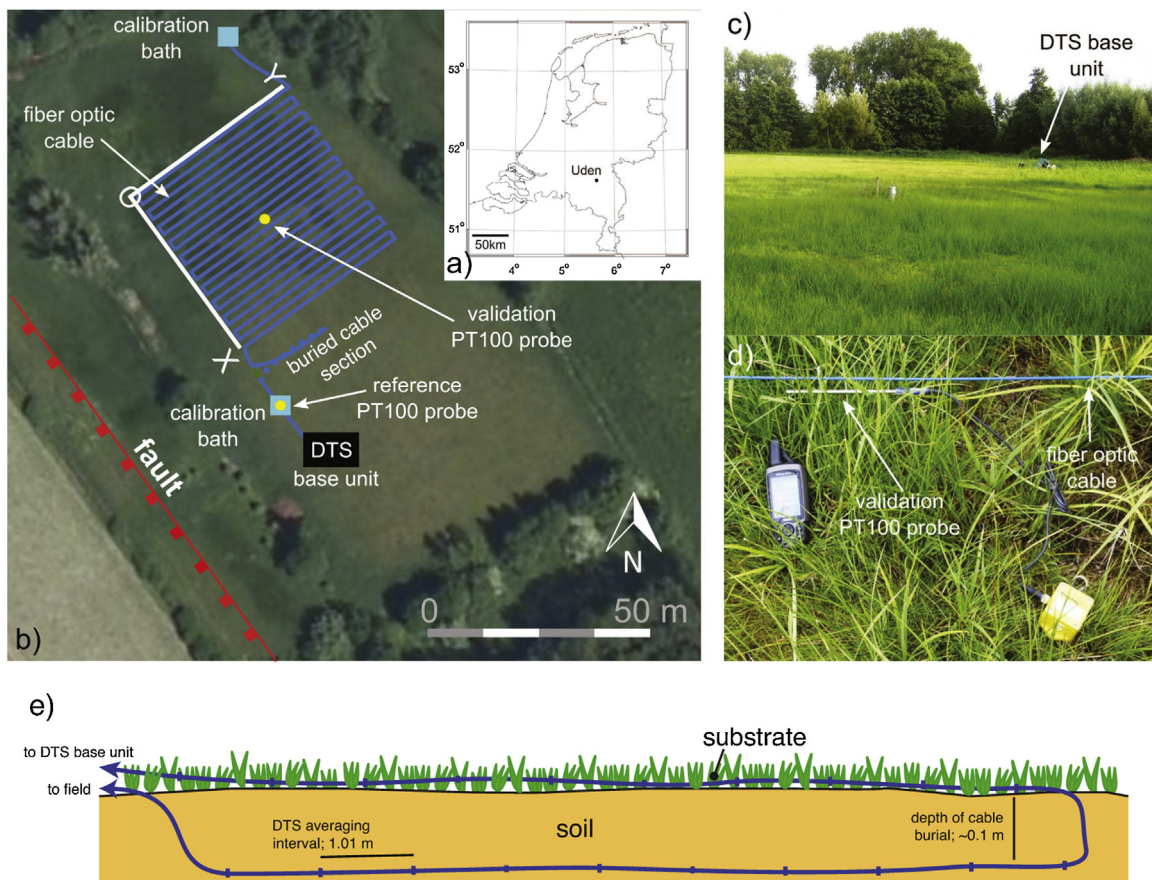 calibration
bath
fiber optic
cable
Y
X
validation
PT100 probe
buried cable
section
reference
PT100 probe
calibration
bath
DTS
base unit
fault
N
0 50 m
b)
53°
52°
51°
Uden
50km
a)
4° 5° 6° 7°
c)
DTS base
unit
d)
validation
PT100 probe
fiber optic
cable
e)
to DTS base unit
to field
substrate
DTS averaging
interval; 1.01 m
soil
depth of cable
burial; ~0.1 m